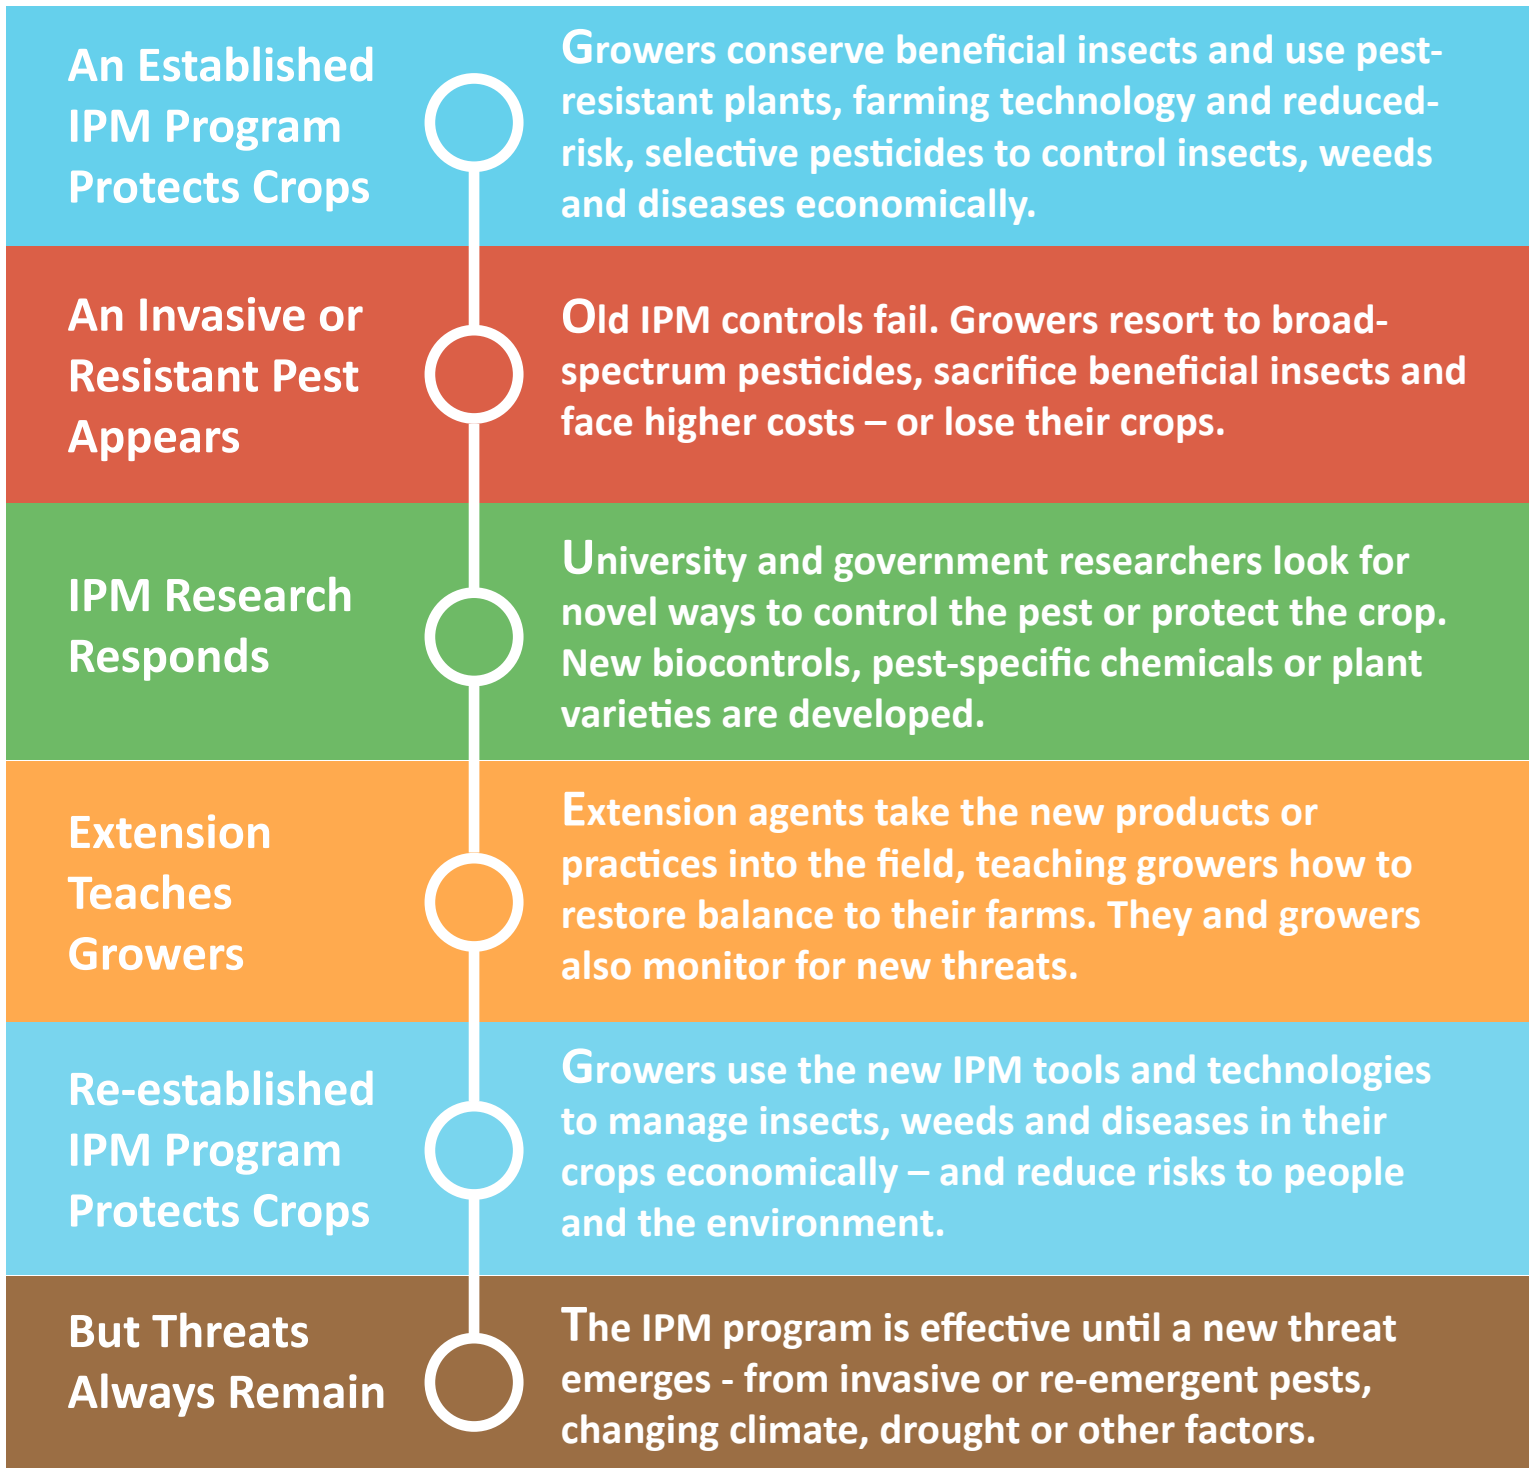 An Established
IPM Program
Protects Crops
Growers conserve beneficial insects and use pest-
resistant plants, farming technology and reduced-
risk, selective pesticides to control insects, weeds
and diseases economically.
An Invasive or
Resistant Pest
Appears
Old IPM controls fail. Growers resort to broad-
spectrum pesticides, sacrifice beneficial insects and
face higher costs – or lose their crops.
IPM Research
Responds
University and government researchers look for
novel ways to control the pest or protect the crop.
New biocontrols, pest-specific chemicals or plant
varieties are developed.
Extension
Teaches
Growers
Extension agents take the new products or
practices into the field, teaching growers how to
restore balance to their farms. They and growers
also monitor for new threats.
Re-established
IPM Program
Protects Crops
Growers use the new IPM tools and technologies
to manage insects, weeds and diseases in their
crops economically – and reduce risks to people
and the environment.
But Threats
Always Remain
The IPM program is effective until a new threat
emerges - from invasive or re-emergent pests,
changing climate, drought or other factors.